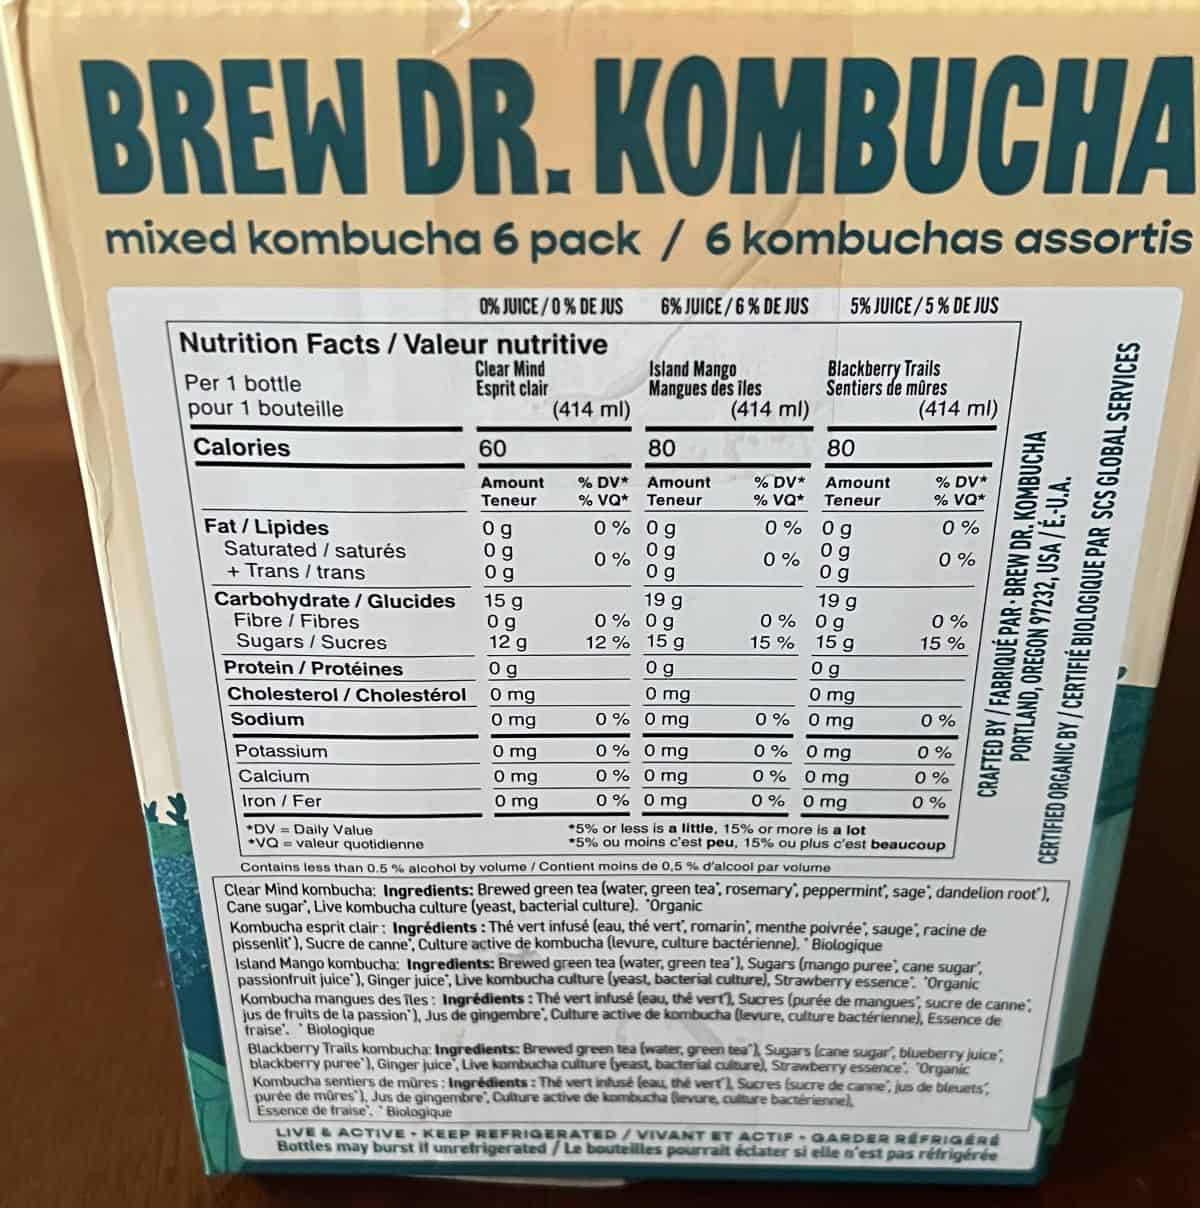 BREW DR. KOMBUCHA
mixed kombucha 6 pack / 6 kombuchas assortis
0% JUICE / 0 % DE JUS 6% JUICE / 6 % DE JUS 5% JUICE / 5 % DE JUS
Nutrition Facts / Valeur nutritive
Per 1 bottle
pour 1 bouteille
Clear Mind
Esprit clair
(414 ml)
Island Mango
Mangues des îles
(414 ml)
Blackberry Trails
Sentiers de mûres
(414 ml)
Calories 60 80 80
Amount % DV* Amount % DV* Amount % DV*
Teneur % VQ* Teneur % VQ* Teneur % VQ*
Fat / Lipides 0 g 0 % 0 g 0 % 0 g 0 %
Saturated / saturés 0 g 0 g 0 g
0 % 0 % 0 %
+ Trans / trans 0 g 0 g 0 g
Carbohydrate / Glucides 15 g 19 g 19 g
Fibre / Fibres 0 g 0 % 0 g 0 % 0 g 0 %
Sugars / Sucres 12 g 12 % 15 g 15 % 15 g 15 %
Protein / Protéines 0 g 0 g 0 g
Cholesterol / Cholestérol 0 mg 0 mg 0 mg
Sodium 0 mg 0 % 0 mg 0 % 0 mg 0 %
Potassium 0 mg 0 % 0 mg 0 % 0 mg 0 %
Calcium 0 mg 0 % 0 mg 0 % 0 mg 0 %
Iron / Fer 0 mg 0 % 0 mg 0 % 0 mg 0 %
*DV = Daily Value *5% or less is a little, 15% or more is a lot
*VQ = valeur quotidienne *5% ou moins c'est peu, 15% ou plus c'est beaucoup
Contains less than 0.5 % alcohol by volume / Contient moins de 0,5 % d'alcool par volume
Clear Mind kombucha: Ingredients: Brewed green tea (water, green tea*, rosemary*, peppermint*, sage*, dandelion root*),
Cane sugar*, Live kombucha culture (yeast, bacterial culture). *Organic
Kombucha esprit clair : Ingrédients : Thé vert infusé (eau, thé vert*, romarin*, menthe poivrée*, sauge*, racine de
pissenlit*), Sucre de canne*, Culture active de kombucha (levure, culture bactérienne). * Biologique
Island Mango kombucha: Ingredients: Brewed green tea (water, green tea*), Sugars (mango puree*, cane sugar*,
passionfruit juice*), Ginger juice*, Live kombucha culture (yeast, bacterial culture), Strawberry essence*. *Organic
Kombucha mangues des îles : Ingrédients : Thé vert infusé (eau, thé vert*), Sucres (purée de mangues*, sucre de canne*,
jus de fruits de la passion*), Jus de gingembre*, Culture active de kombucha (levure, culture bactérienne), Essence de
fraise*. * Biologique
Blackberry Trails kombucha: Ingredients: Brewed green tea (water, green tea*), Sugars (cane sugar*, blueberry juice*,
blackberry puree*), Ginger juice*, Live kombucha culture (yeast, bacterial culture), Strawberry essence*. *Organic
Kombucha sentiers de mûres : Ingrédients : Thé vert infusé (eau, thé vert*), Sucres (sucre de canne*, jus de bleuets*,
purée de mûres*), Jus de gingembre*, Culture active de kombucha (levure, culture bactérienne),
Essence de fraise*. * Biologique
LIVE & ACTIVE • KEEP REFRIGERATED / VIVANT ET ACTIF • GARDER RÉFRIGÉRÉ
Bottles may burst if unrefrigerated / Le bouteilles pourrait éclater si elle n'est pas réfrigérée
CRAFTED BY / FABRIQUÉ PAR • BREW DR. KOMBUCHA
PORTLAND, OREGON 97232, USA / É.-U.A.
CERTIFIED ORGANIC BY / CERTIFIÉ BIOLOGIQUE PAR SCS GLOBAL SERVICES